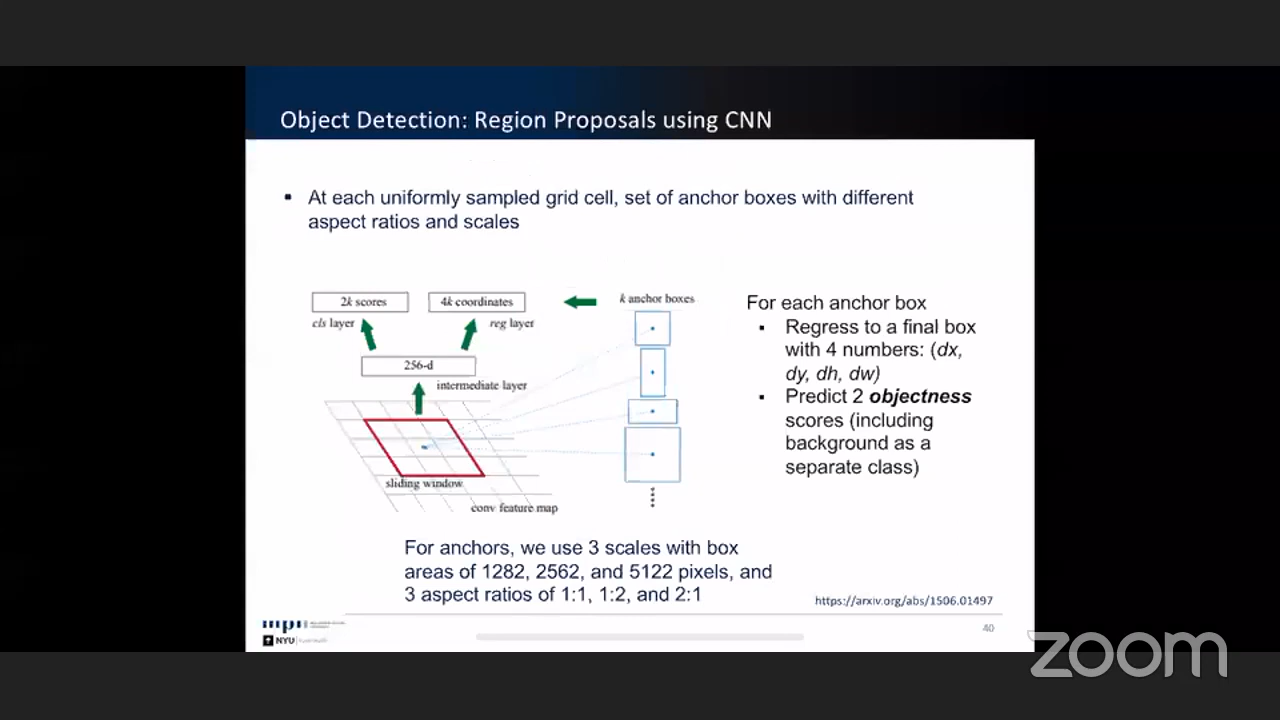 Object Detection: Region Proposals using CNN
▪ At each uniformly sampled grid cell, set of anchor boxes with different
aspect ratios and scales
2k scores
4k coordinates
k anchor boxes
cls layer
reg layer
256-d
intermediate layer
sliding window
conv feature map
For each anchor box
▪ Regress to a final box
with 4 numbers: (dx,
dy, dh, dw)
▪ Predict 2 objectness
scores (including
background as a
separate class)
For anchors, we use 3 scales with box
areas of 1282, 2562, and 5122 pixels, and
3 aspect ratios of 1:1, 1:2, and 2:1
https://arxiv.org/abs/1506.01497
NYU
40
zoom